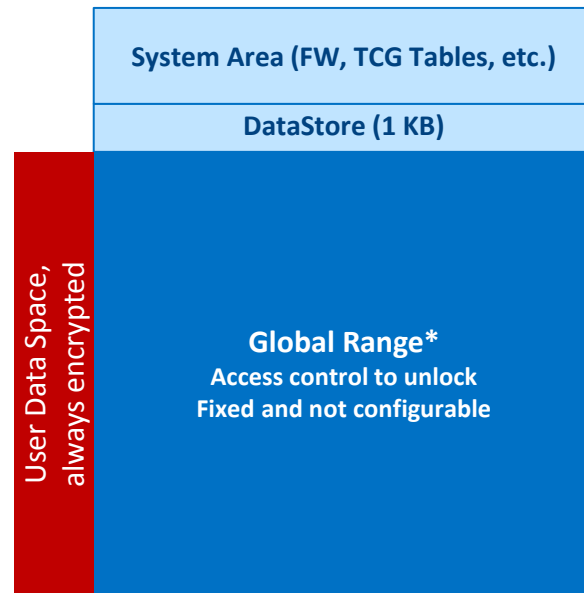 System Area (FW, TCG Tables, etc.)
DataStore (1 KB)
User Data Space,
always encrypted
Global Range*
Access control to unlock
Fixed and not configurable